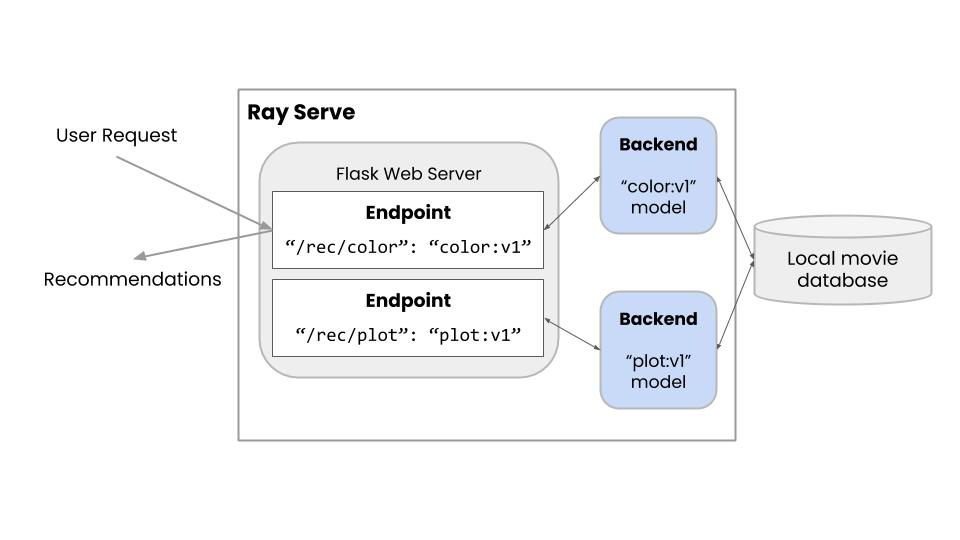 Ray Serve
User Request
Recommendations
Flask Web Server
Endpoint
“/rec/color”: “color:v1”
Endpoint
“/rec/plot”: “plot:v1”
Backend
“color:v1”
model
Backend
“plot:v1”
model
Local movie
database